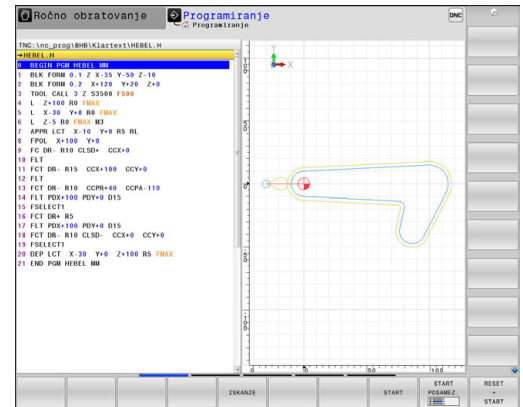 Ročno obratovanje
Programiranje
Programiranje
DNC
TNC:\nc_prog\BHB\Klartext\HEBEL.H
→HEBEL.H
0 BEGIN PGM HEBEL MM
1 BLK FORM 0.1 Z X-35 Y-50 Z-10
2 BLK FORM 0.2 X+120 Y+20 Z+0
3 TOOL CALL 3 Z S3500 F500
4 L Z+100 R0 FMAX
5 L X-30 Y+0 R0 FMAX
6 L Z-5 R0 FMAX M3
7 APPR LCT X-10 Y+0 R5 RL
8 FPOL X+100 Y+0
9 FC DR- R10 CLSD+ CCX+0
10 FLT
11 FCT DR- R15 CCX+100 CCY+0
12 FLT
13 FCT DR- R10 CCPR+40 CCPA-110
14 FLT PDX+100 PDY+0 D15
15 FSELECT1
16 FCT DR+ R5
17 FLT PDX+100 PDY+0 D15
18 FCT DR- R10 CLSD- CCX+0 CCY+0
19 FSELECT1
20 DEP LCT X-30 Y+0 Z+100 R5 FMAX
21 END PGM HEBEL MM
Y
X
0
50
100
ISKANJE
START
START POSAMEZ.
RESET + START